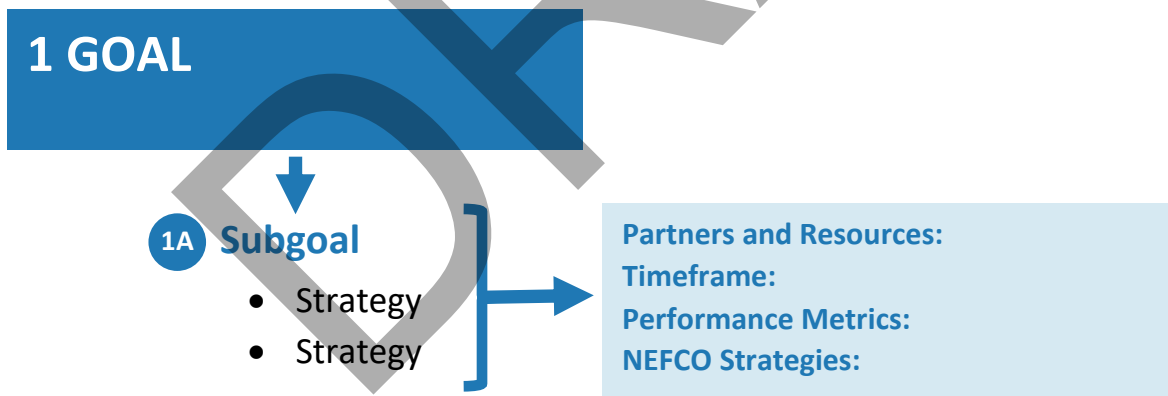 1 GOAL
1A Subgoal
• Strategy
• Strategy
Partners and Resources:
Timeframe:
Performance Metrics:
NEFCO Strategies: